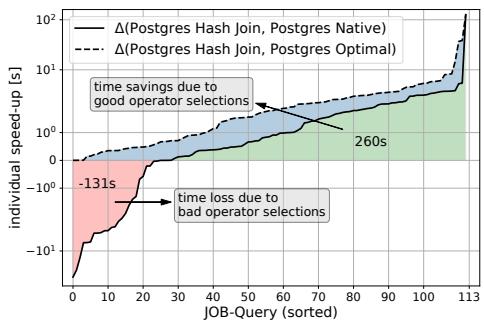 Δ(Postgres Hash Join, Postgres Native)
Δ(Postgres Hash Join, Postgres Optimal)
individual speed-up [s]
10²
10¹
10⁰
0
−10⁰
−10¹
time savings due to
good operator selections
260s
-131s
time loss due to
bad operator selections
0 10 20 30 40 50 60 70 80 90 100 113
JOB-Query (sorted)